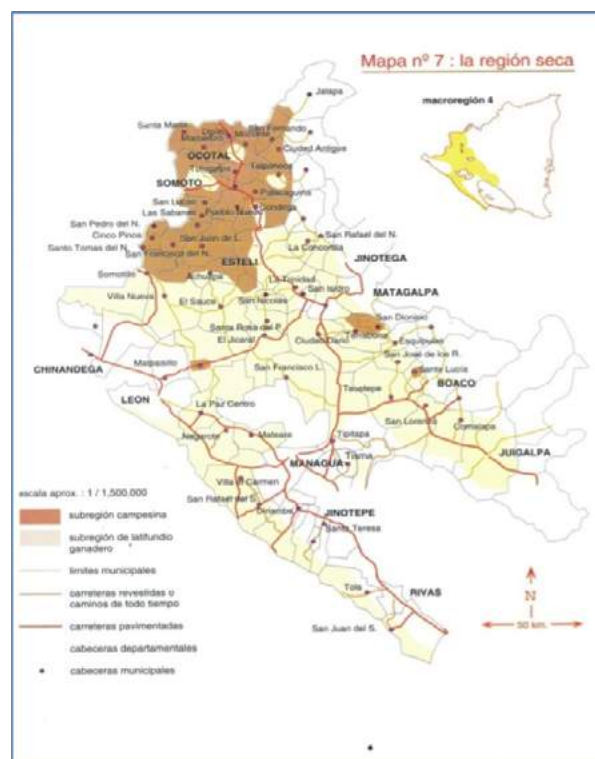 Mapa nº 7 : la región seca
macroregión 4
Jalapa
Santa María
San Fernando
Ciudad Antigua
OCOTAL
SOMOTO
Palacaguina
San Lucas
Las Sabanas
Pueblo Nuevo
Condega
San Pedro del N.
Cinco Pinos
San Juan de L.
Santo Tomas del N.
San Francisco del N.
San Rafael del N.
La Concordia
JINOTEGA
ESTELI
Somotillo
Achuapa
La Trinidad
San Isidro
MATAGALPA
Villa Nueva
El Sauce
San Nicolas
San Dionisio
Santa Rosa del P.
Terrabona
El Jicaral
Ciudad Dario
Esquipulas
San José de los R.
Malpaisillo
CHINANDEGA
San Francisco L.
Santa Lucía
BOACO
LEON
Teustepe
La Paz Centro
San Lorenzo
Comalapa
Nagarote
Mateare
Tipitapa
JUIGALPA
MANAGUA
Tisma
Villa el Carmen
San Rafael del S.
Diriamba
JINOTEPE
Santa Teresa
Tola
RIVAS
San Juan del S.
escala aprox. : 1 / 1,500,000
subregión campesina
subregión de latifundio
ganadero
limites municipales
carreteras revestidas o
caminos de todo tiempo
carreteras pavimentadas
cabeceras departamentales
cabeceras municipales
N
50 km.